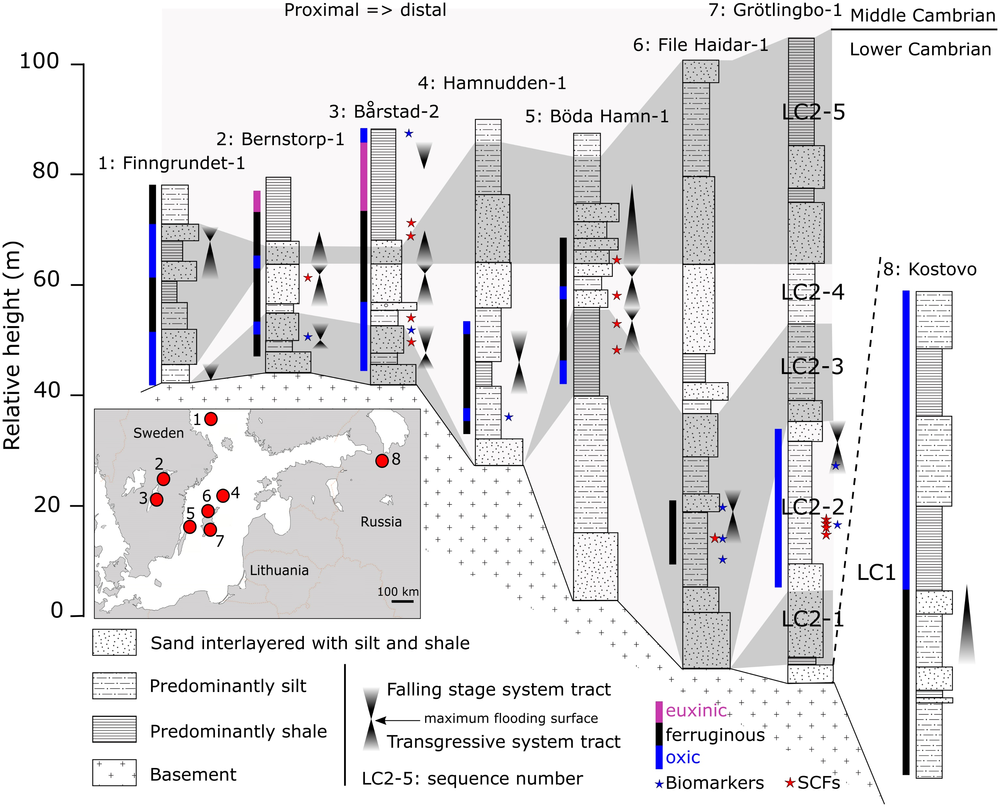 Proximal => distal
7: Grötlingbo-1
Middle Cambrian
Lower Cambrian
6: File Haidar-1
4: Hamnudden-1
3: Bårstad-2
5: Böda Hamn-1
2: Bernstorp-1
1: Finngrundet-1
8: Kostovo
Relative height (m)
100
80
60
40
20
0
LC2-5
LC2-4
LC2-3
LC2-2
LC2-1
LC1
Sweden
Russia
Lithuania
100 km
1
2
3
4
5
6
7
8
Sand interlayered with silt and shale
Predominantly silt
Predominantly shale
Basement
Falling stage system tract
maximum flooding surface
Transgressive system tract
LC2-5: sequence number
euxinic
ferruginous
oxic
Biomarkers
SCFs